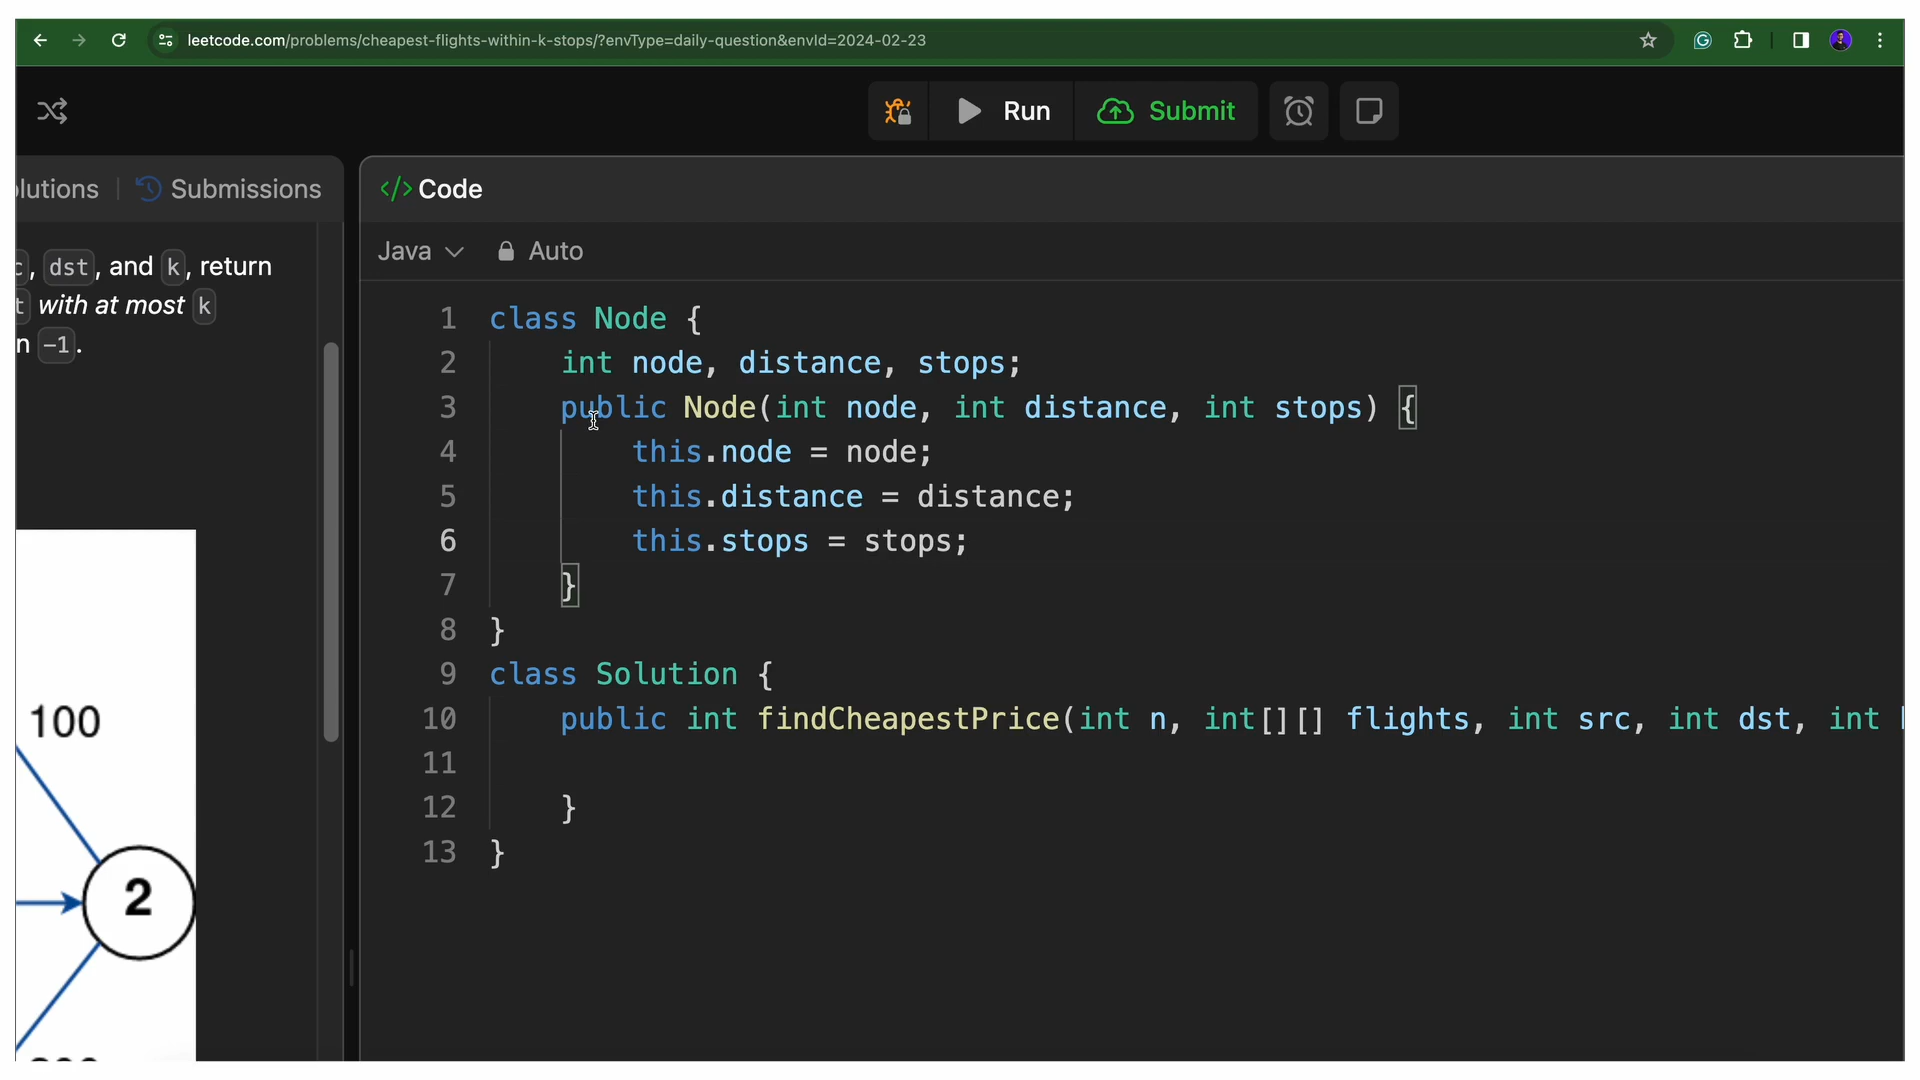 leetcode.com/problems/cheapest-flights-within-k-stops/?envType=daily-question&envId=2024-02-23
Run
Submit
lutions
Submissions
Code
Java
Auto
, dst, and k, return
with at most k
-1.
100
2
1 class Node {
2 int node, distance, stops;
3 public Node(int node, int distance, int stops) {
4 this.node = node;
5 this.distance = distance;
6 this.stops = stops;
7 }
8 }
9 class Solution {
10 public int findCheapestPrice(int n, int[][] flights, int src, int dst, int
11
12 }
13 }